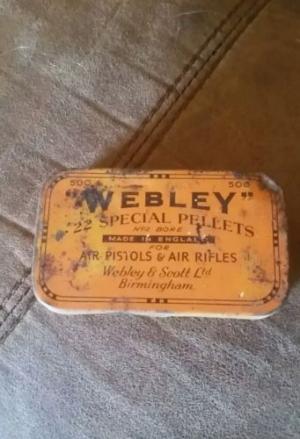 500 500
"WEBLEY"
"22 SPECIAL PELLETS
No2 BORE
MADE IN ENGLAND
FOR
AIR PISTOLS & AIR RIFLES
Webley & Scott Ltd
Birmingham